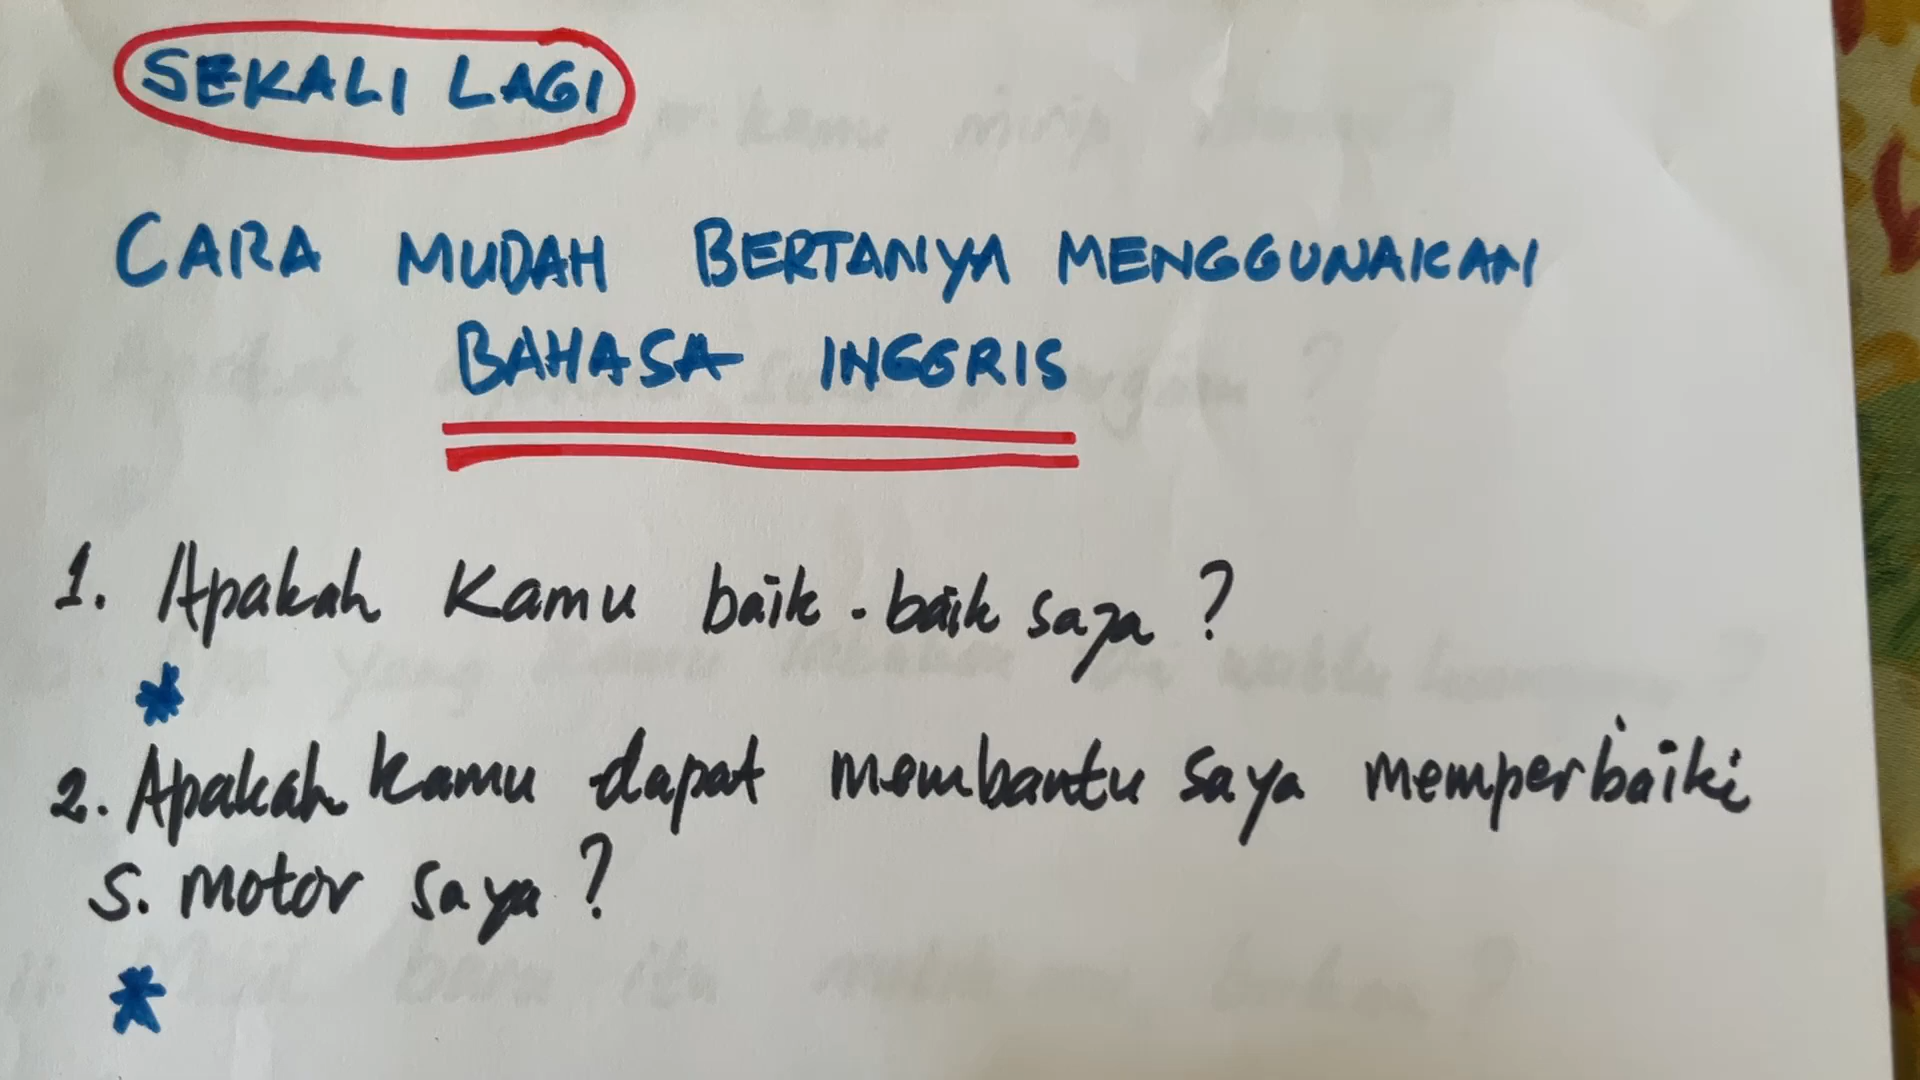 SEKALI LAGI
CARA MUDAH BERTANYA MENGGUNAKAN
BAHASA INGGRIS
1. Apakah kamu baik-baik saja?
*
2. Apakah kamu dapat membantu saya memperbaiki
S. motor saya?
*